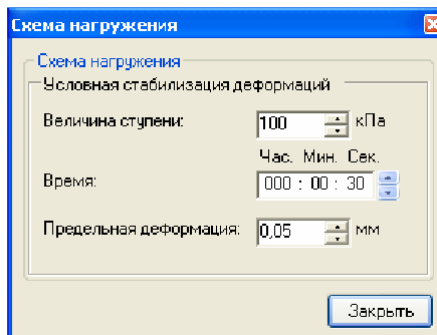 Схема нагружения
Схема нагружения
Условная стабилизация деформаций
Величина ступени: 100 кПа
Час. Мин. Сек.
Время: 000 : 00 : 30
Предельная деформация: 0,05 мм
Закрыть